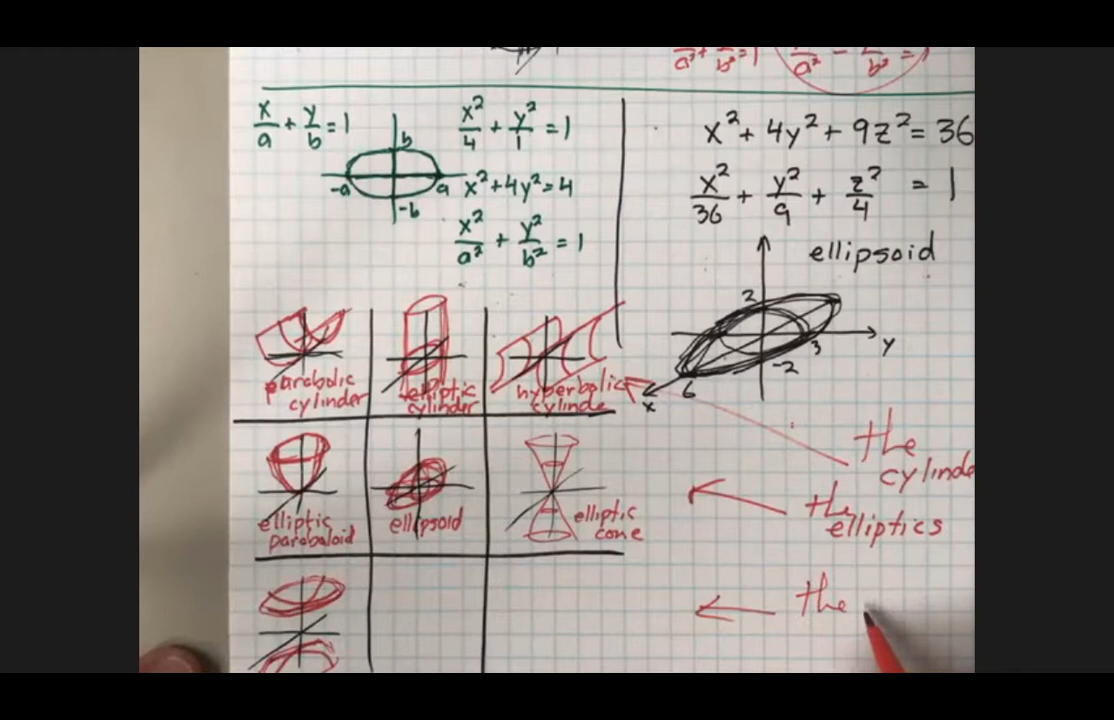 x/a + y/b = 1
b
-a
a
-b
x²/4 + y²/1 = 1
x² + 4y² = 4
x²/a² + y²/b² = 1
x² + 4y² + 9z² = 36
x²/36 + y²/9 + z²/4 = 1
ellipsoid
2
y
3
-2
6
x
parabolic
cylinder
elliptic
cylinder
hyperbolic
cylinde
the
cylinde
elliptic
paraboloid
ellipsoid
elliptic
cone
the
elliptics
the